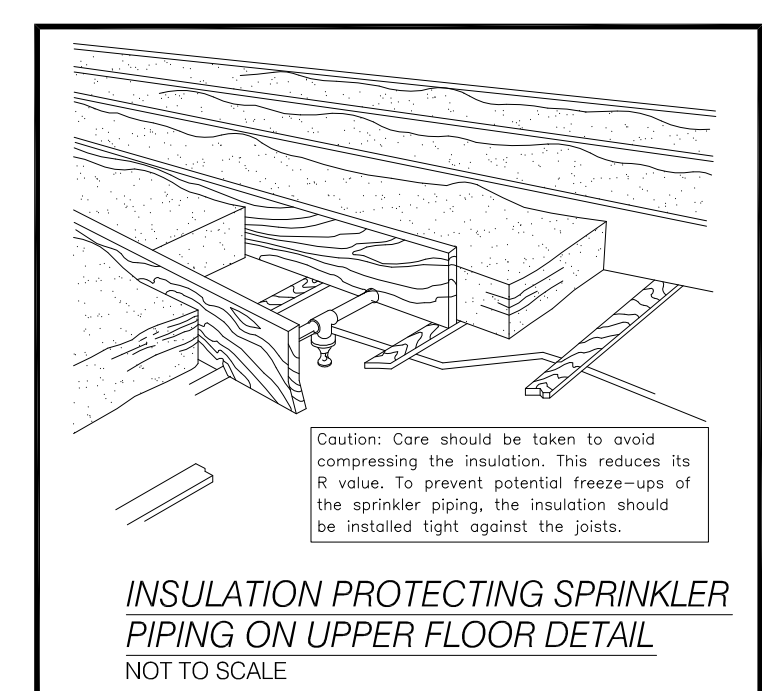 Caution: Care should be taken to avoid
compressing the insulation. This reduces its
R value. To prevent potential freeze-ups of
the sprinkler piping, the insulation should
be installed tight against the joists.
INSULATION PROTECTING SPRINKLER
PIPING ON UPPER FLOOR DETAIL
NOT TO SCALE